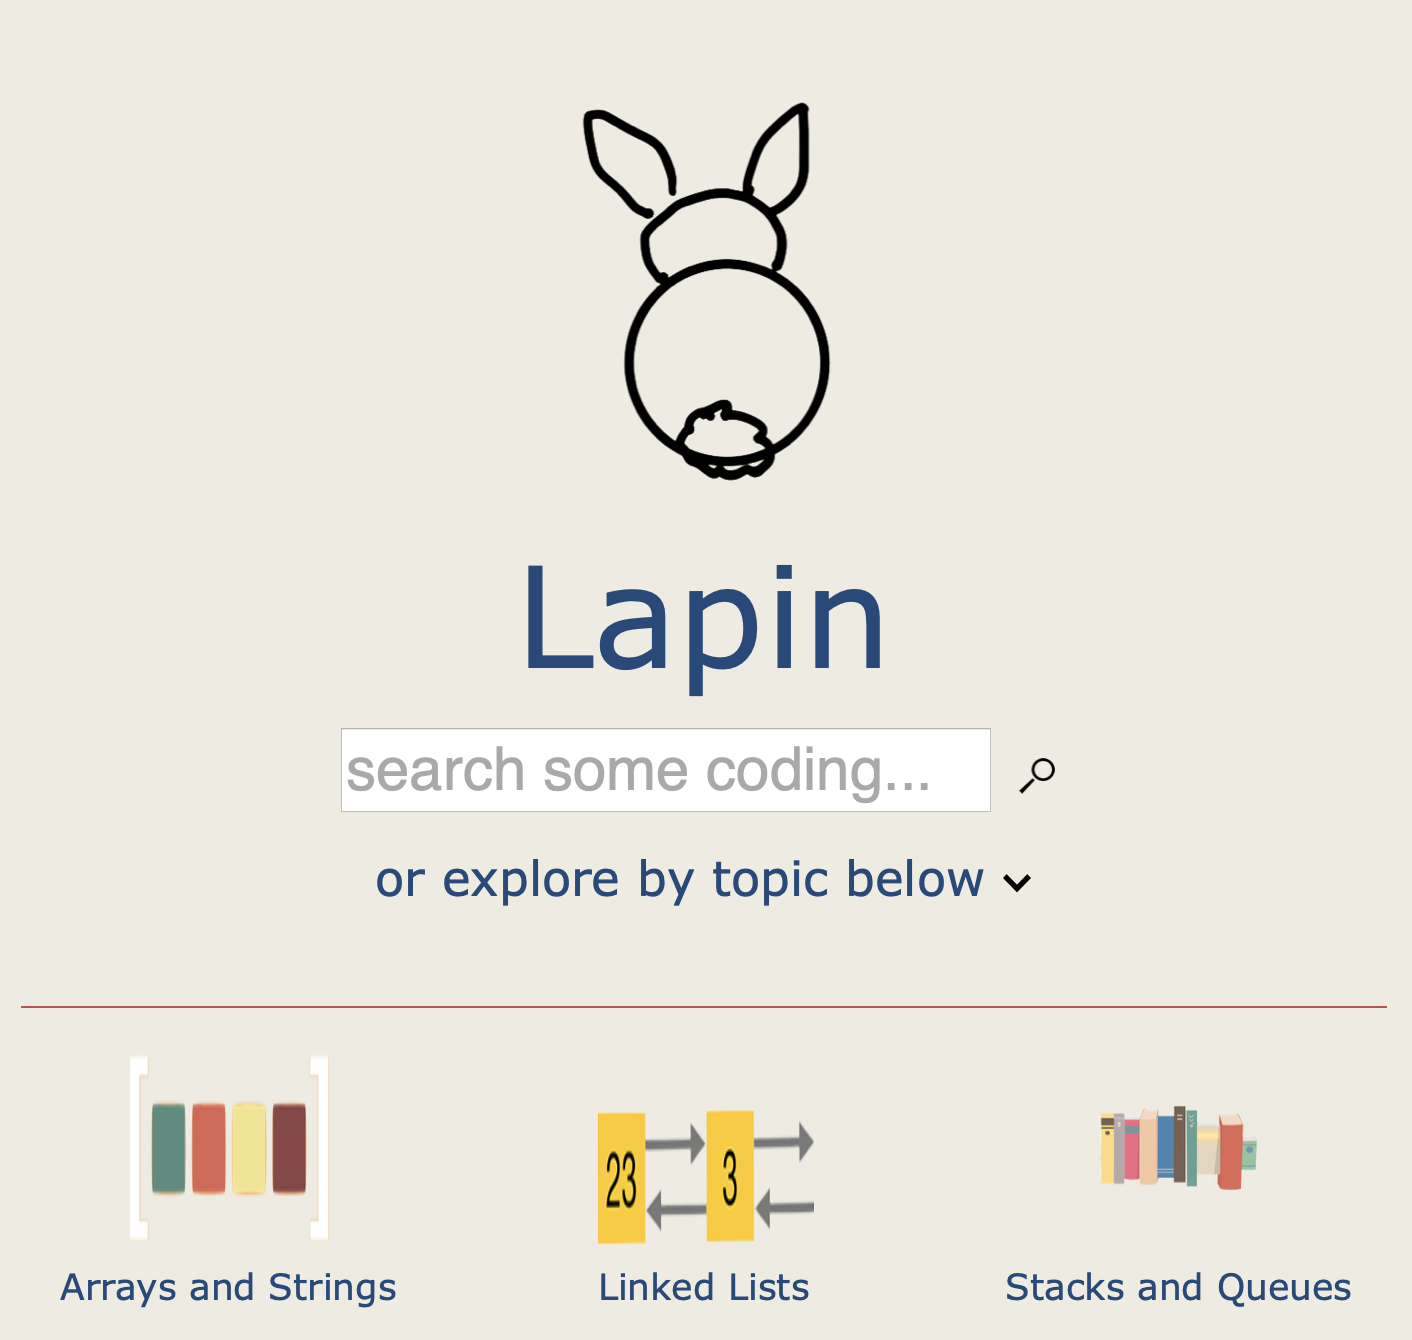 Lapin
search some coding...
or explore by topic below
23 3
Arrays and Strings Linked Lists Stacks and Queues